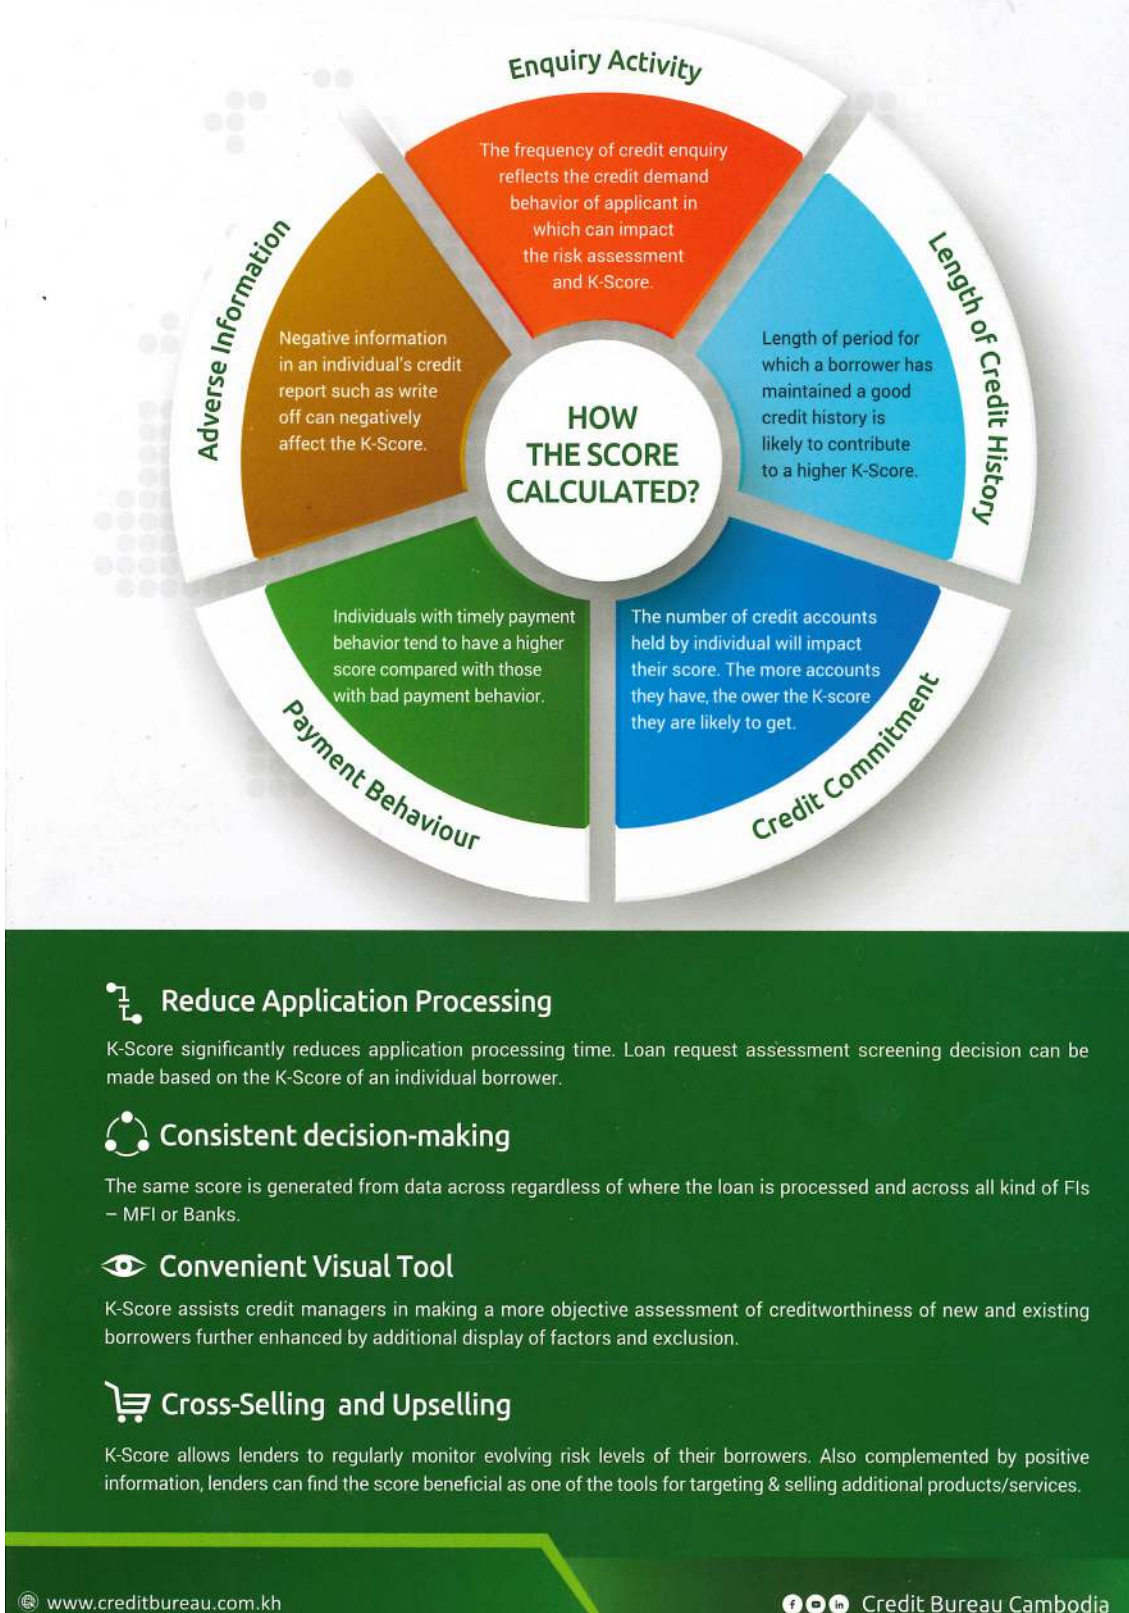 Enquiry Activity
The frequency of credit enquiry
reflects the credit demand
behavior of applicant in
which can impact
the risk assessment
and K-Score.
Length of Credit History
Length of period for
which a borrower has
maintained a good
credit history is
likely to contribute
to a higher K-Score.
Adverse Information
Negative information
in an individual's credit
report such as write
off can negatively
affect the K-Score.
HOW
THE SCORE
CALCULATED?
Payment Behaviour
Individuals with timely payment
behavior tend to have a higher
score compared with those
with bad payment behavior.
Credit Commitment
The number of credit accounts
held by individual will impact
their score. The more accounts
they have, the ower the K-score
they are likely to get.
Reduce Application Processing
K-Score significantly reduces application processing time. Loan request assessment screening decision can be
made based on the K-Score of an individual borrower.
Consistent decision-making
The same score is generated from data across regardless of where the loan is processed and across all kind of FIs
– MFI or Banks.
Convenient Visual Tool
K-Score assists credit managers in making a more objective assessment of creditworthiness of new and existing
borrowers further enhanced by additional display of factors and exclusion.
Cross-Selling and Upselling
K-Score allows lenders to regularly monitor evolving risk levels of their borrowers. Also complemented by positive
information, lenders can find the score beneficial as one of the tools for targeting & selling additional products/services.
www.creditbureau.com.kh
Credit Bureau Cambodia